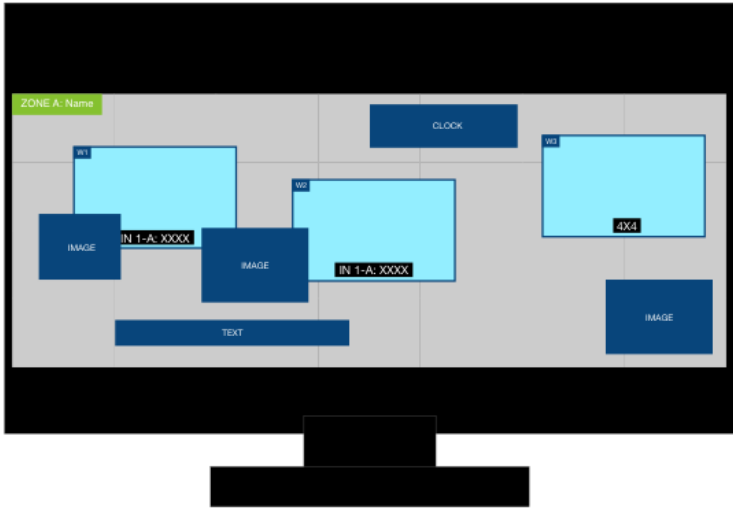 ZONE A: Name
CLOCK
W1
W2
W3
IN 1-A: XXXX
IMAGE
IMAGE
IN 1-A: XXXX
4X4
IMAGE
TEXT